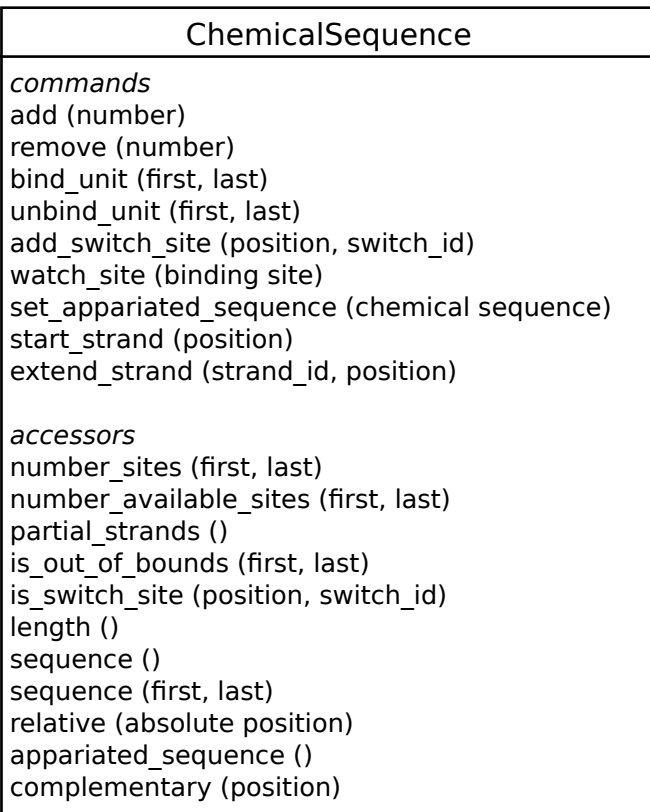 ChemicalSequence
commands
add (number)
remove (number)
bind_unit (first, last)
unbind_unit (first, last)
add_switch_site (position, switch_id)
watch_site (binding site)
set_appariated_sequence (chemical sequence)
start_strand (position)
extend_strand (strand_id, position)
accessors
number_sites (first, last)
number_available_sites (first, last)
partial_strands ()
is_out_of_bounds (first, last)
is_switch_site (position, switch_id)
length ()
sequence ()
sequence (first, last)
relative (absolute position)
appariated_sequence ()
complementary (position)